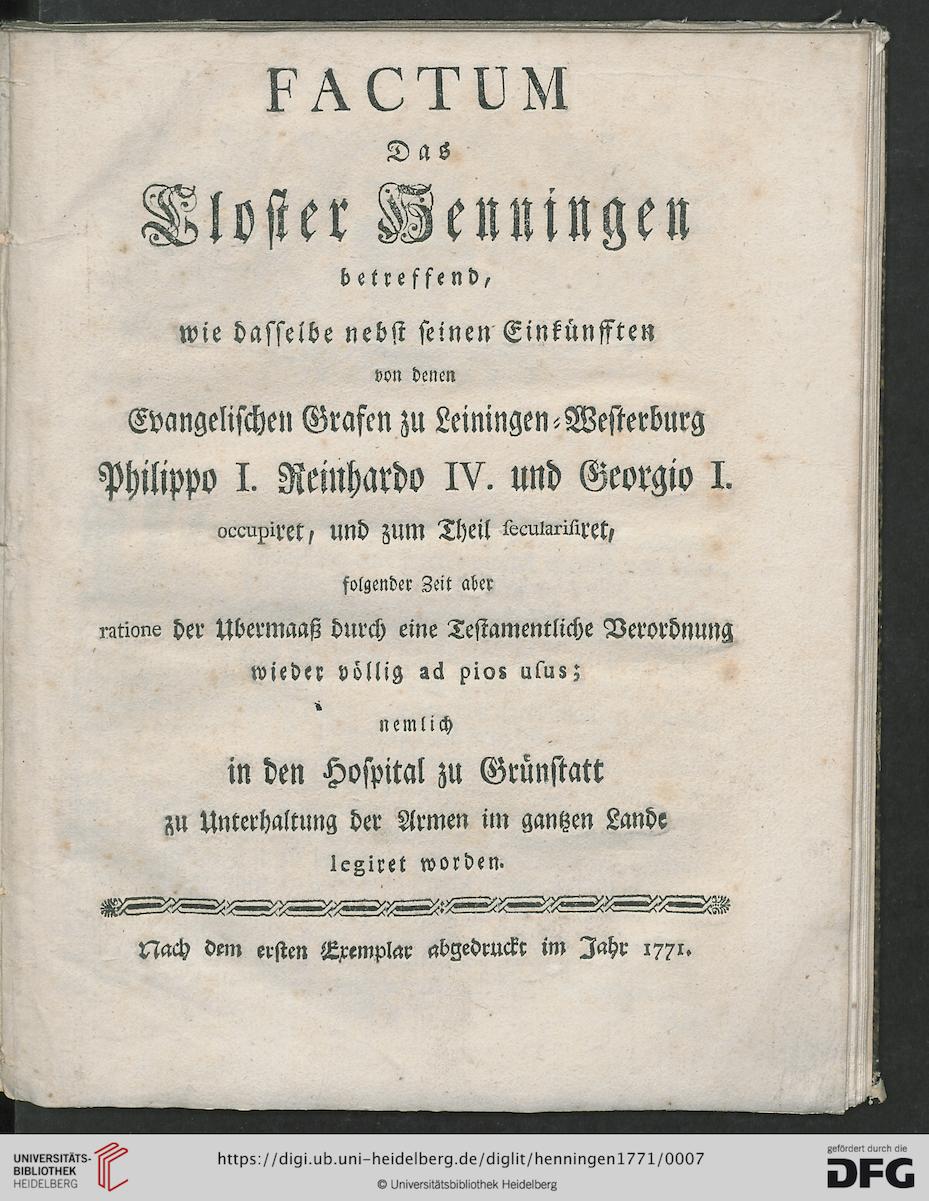 FACTUM
Das
Closter Henningen
betreffend,
wie dasselbe nebst seinen Einkünfften
von denen
Evangelischen Grafen zu Leiningen-Westerburg
Philippo I. Reinhardo IV. und Georgio I.
occupiret, und zum Theil secularisiret,
folgender Zeit aber
ratione der Ubermaaß durch eine Testamentliche Verordnung
wieder völlig ad pios usus;
nemlich
in den Hospital zu Grünstatt
zu Unterhaltung der Armen im gantzen Lande
legiret worden.
Nach dem ersten Exemplar abgedruckt im Jahr 1771.
UNIVERSITÄTS-
BIBLIOTHEK
HEIDELBERG
https://digi.ub.uni-heidelberg.de/diglit/henningen1771/0007
© Universitätsbibliothek Heidelberg
gefördert durch die
DFG